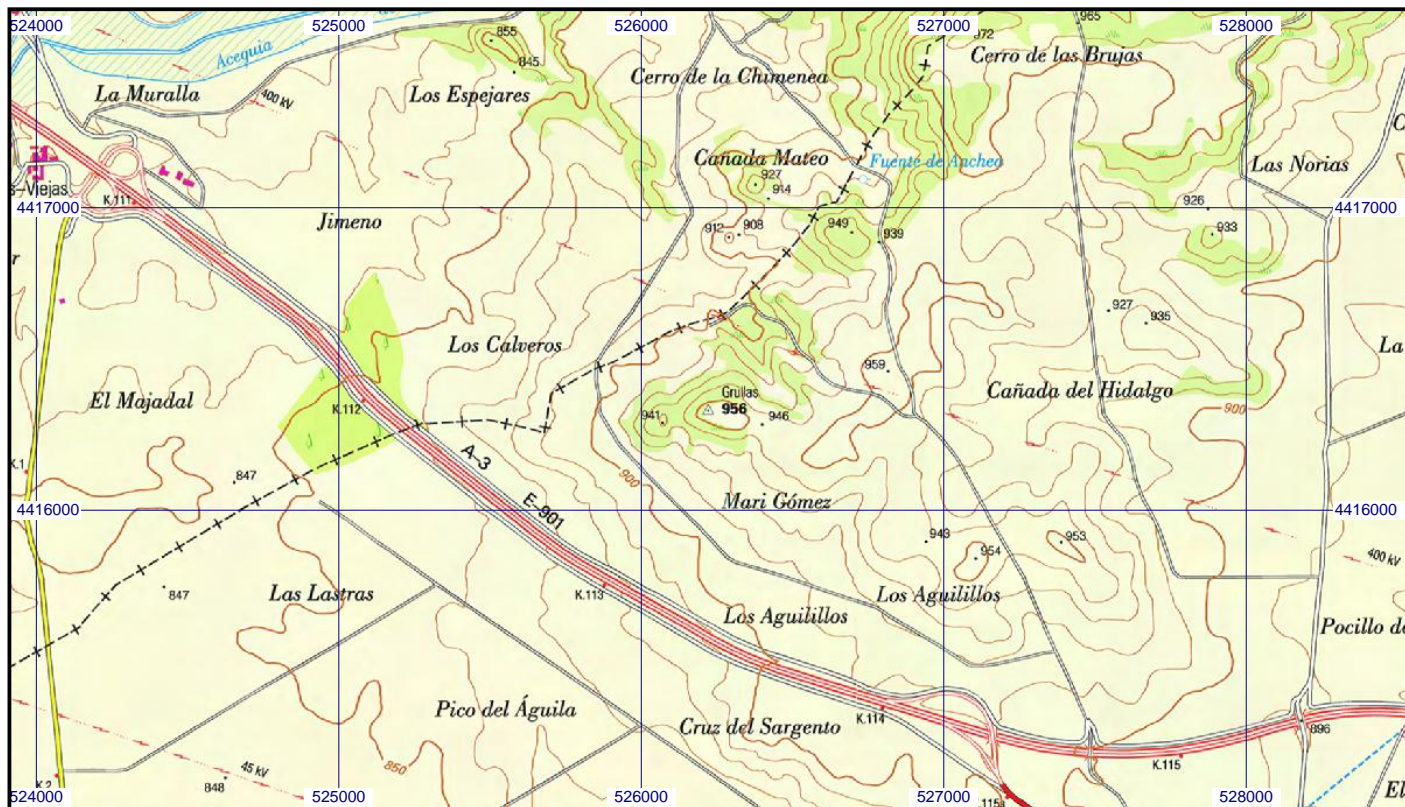 524000
525000
526000
527000
528000
965
972
855
845
Acequia
Cerro de la Chimenea
Cerro de las Brujas
La Muralla
400 kV
Los Espejares
Cañada Mateo
Fuente de Ancheo
Las Norias
927
914
s-Viejas
K.111
4417000
4417000
926
Jimeno
912
908
949
939
933
927
935
Los Calveros
La
959
El Majadal
K.112
Grullas
956
941
946
Cañada del Hidalgo
900
A-3
K.1
847
900
E-901
Mari Gómez
4416000
4416000
943
954
953
400 kV
847
Las Lastras
K.113
Los Aguilillos
Los Aguilillos
Pocillo de
Pico del Águila
Cruz del Sargento
K.114
896
850
45 kV
K.115
K.2
848
El
524000
525000
526000
527000
528000
115